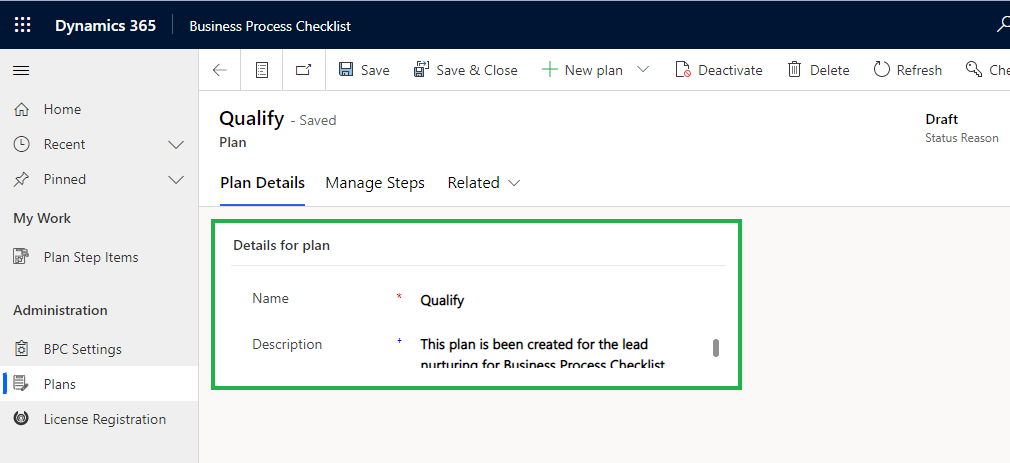 Dynamics 365 Business Process Checklist
Save Save & Close New plan Deactivate Delete Refresh
Home
Recent
Pinned
My Work
Plan Step Items
Administration
BPC Settings
Plans
License Registration
Qualify - Saved
Plan
Draft
Status Reason
Plan Details Manage Steps Related
Details for plan
Name * Qualify
Description + This plan is been created for the lead
nurturing for Business Process Checklist